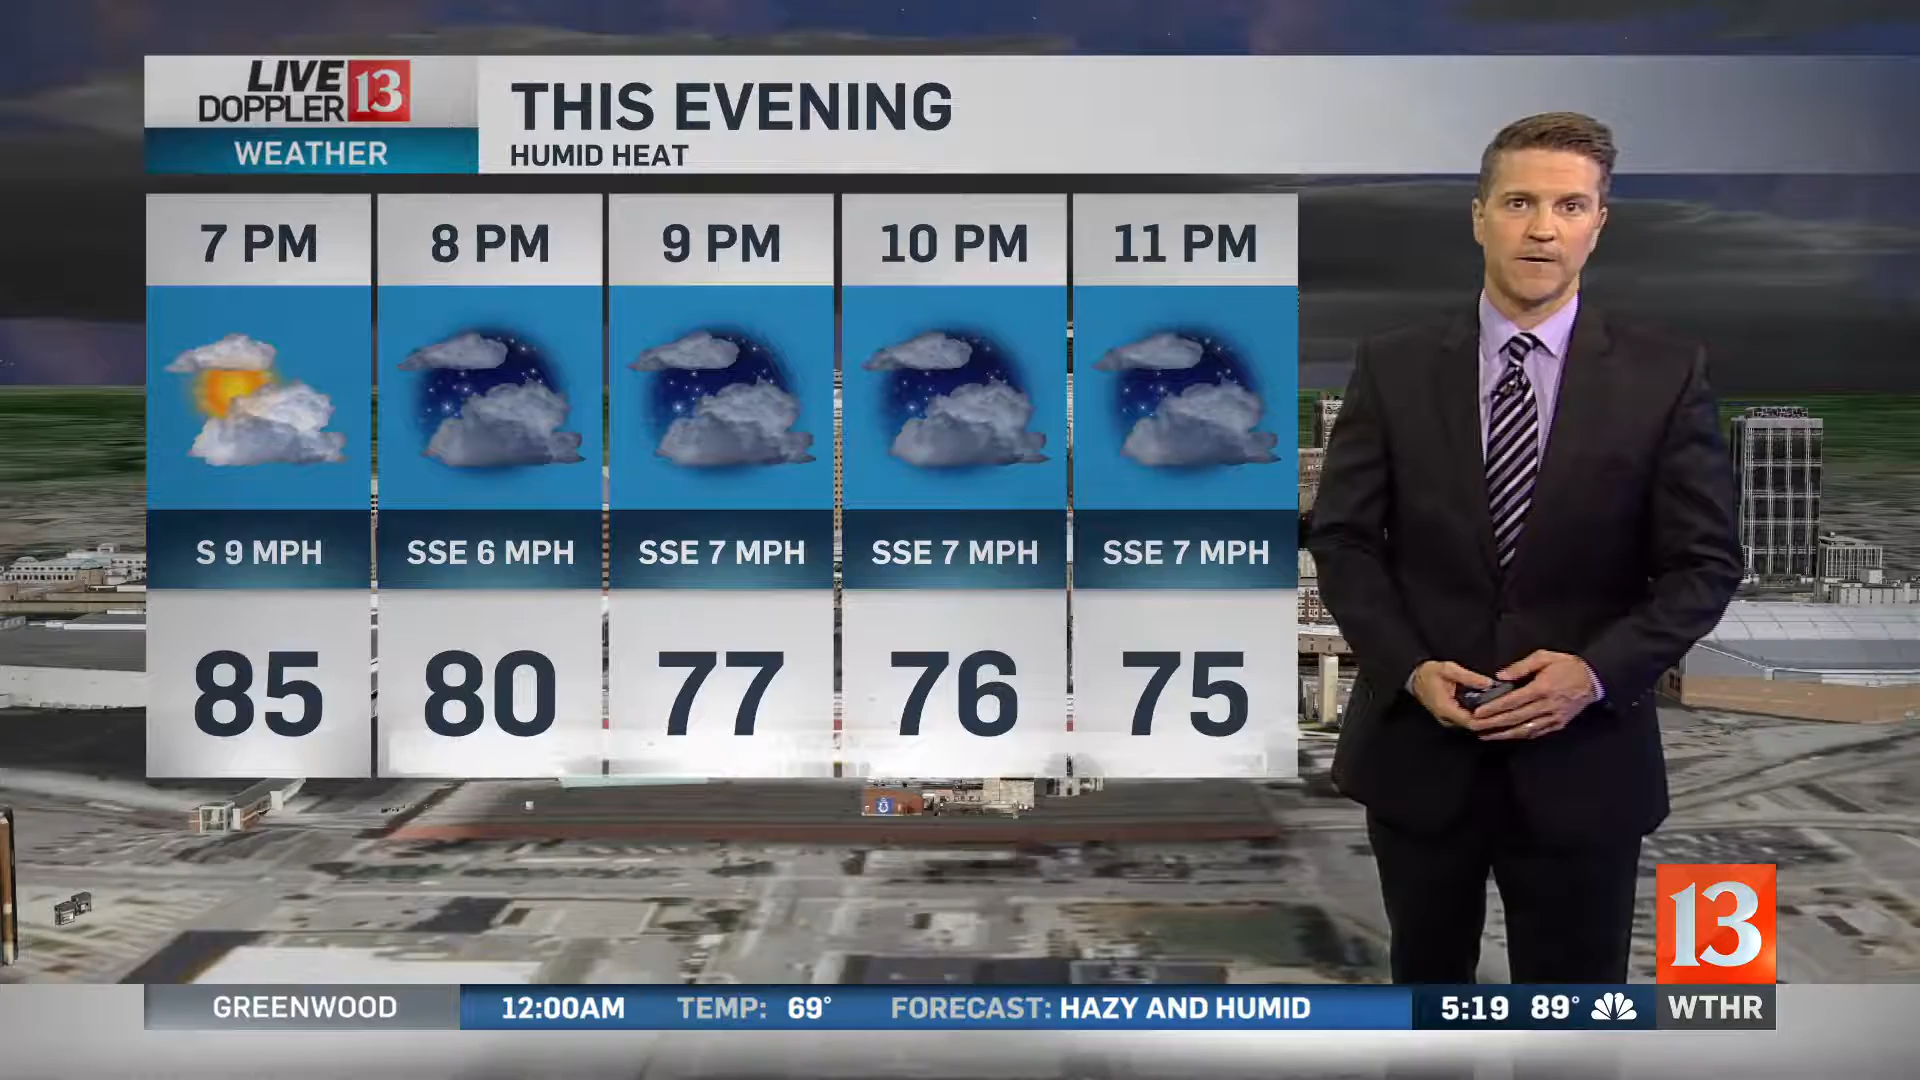 LIVE
DOPPLER 13
WEATHER
THIS EVENING
HUMID HEAT
7 PM 8 PM 9 PM 10 PM 11 PM
S 9 MPH SSE 6 MPH SSE 7 MPH SSE 7 MPH SSE 7 MPH
85 80 77 76 75
13
GREENWOOD 12:00AM TEMP: 69° FORECAST: HAZY AND HUMID 5:19 89° WTHR